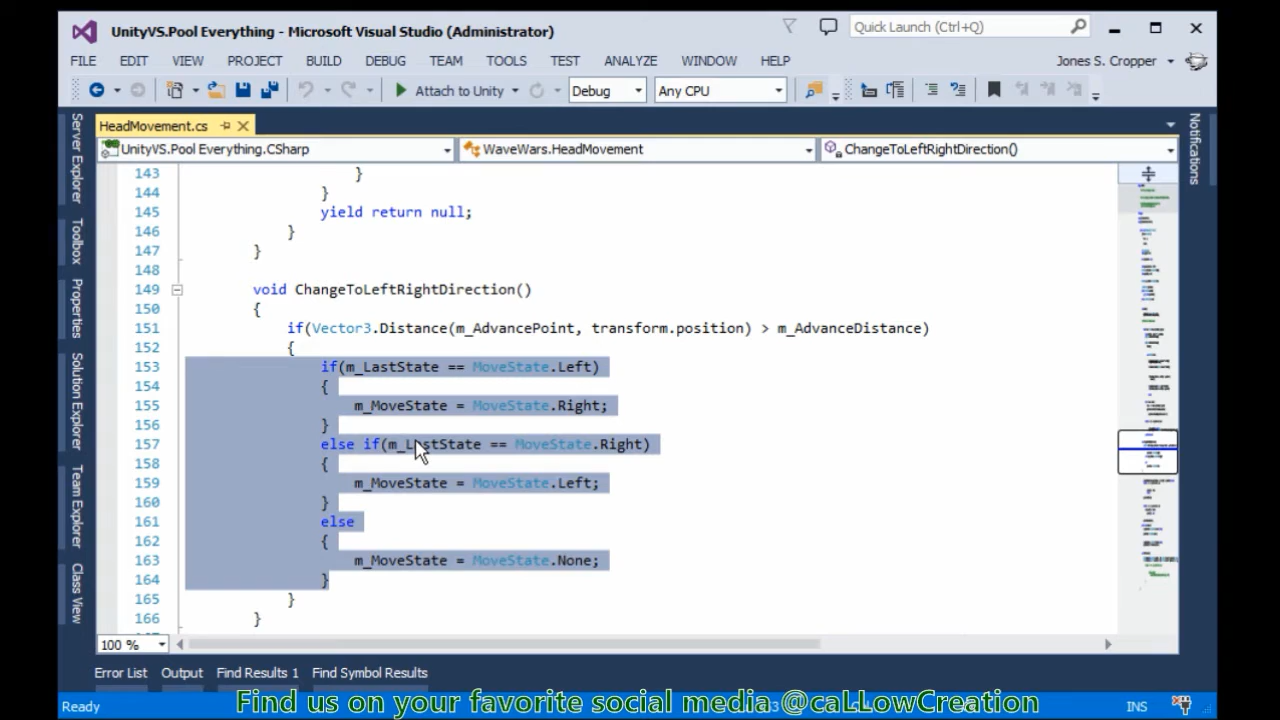 UnityVS.Pool Everything - Microsoft Visual Studio (Administrator)
Quick Launch (Ctrl+Q)
FILE EDIT VIEW PROJECT BUILD DEBUG TEAM TOOLS TEST ANALYZE WINDOW HELP
Jones S. Cropper
Attach to Unity
Debug
Any CPU
Server Explorer
Toolbox
Properties
Solution Explorer
Team Explorer
Class View
Notifications
HeadMovement.cs
UnityVS.Pool Everything.CSharp
WaveWars.HeadMovement
ChangeToLeftRightDirection()
143 }
144 }
145 yield return null;
146 }
147 }
148
149 void ChangeToLeftRightDirection()
150 {
151 if(Vector3.Distance(m_AdvancePoint, transform.position) > m_AdvanceDistance)
152 {
153 if(m_LastState == MoveState.Left)
154 {
155 m_MoveState = MoveState.Right;
156 }
157 else if(m_LastState == MoveState.Right)
158 {
159 m_MoveState = MoveState.Left;
160 }
161 else
162 {
163 m_MoveState = MoveState.None;
164 }
165 }
166 }
100 %
Error List Output Find Results 1 Find Symbol Results
Ready
INS
Find us on your favorite social media @caLLowCreation